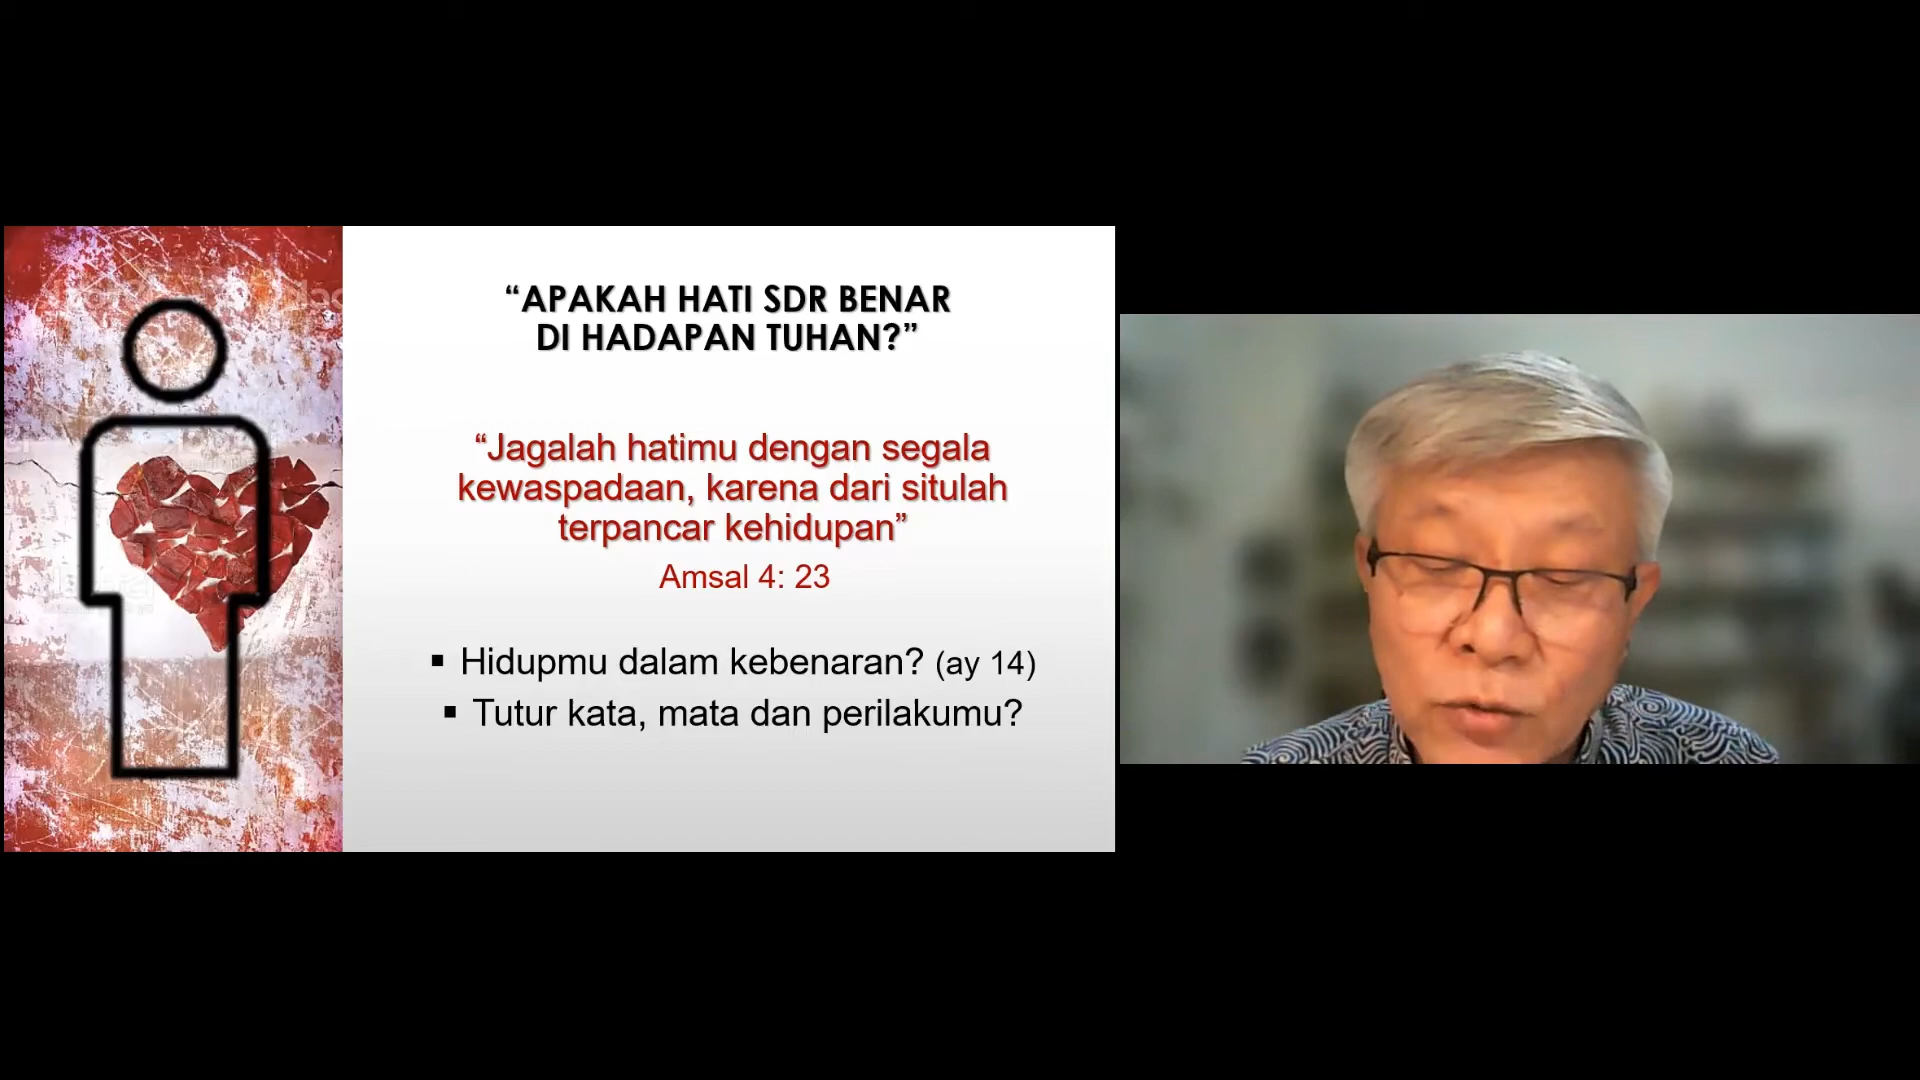 “APAKAH HATI SDR BENAR
DI HADAPAN TUHAN?”
“Jagalah hatimu dengan segala
kewaspadaan, karena dari situlah
terpancar kehidupan”
Amsal 4: 23
▪ Hidupmu dalam kebenaran? (ay 14)
▪ Tutur kata, mata dan perilakumu?